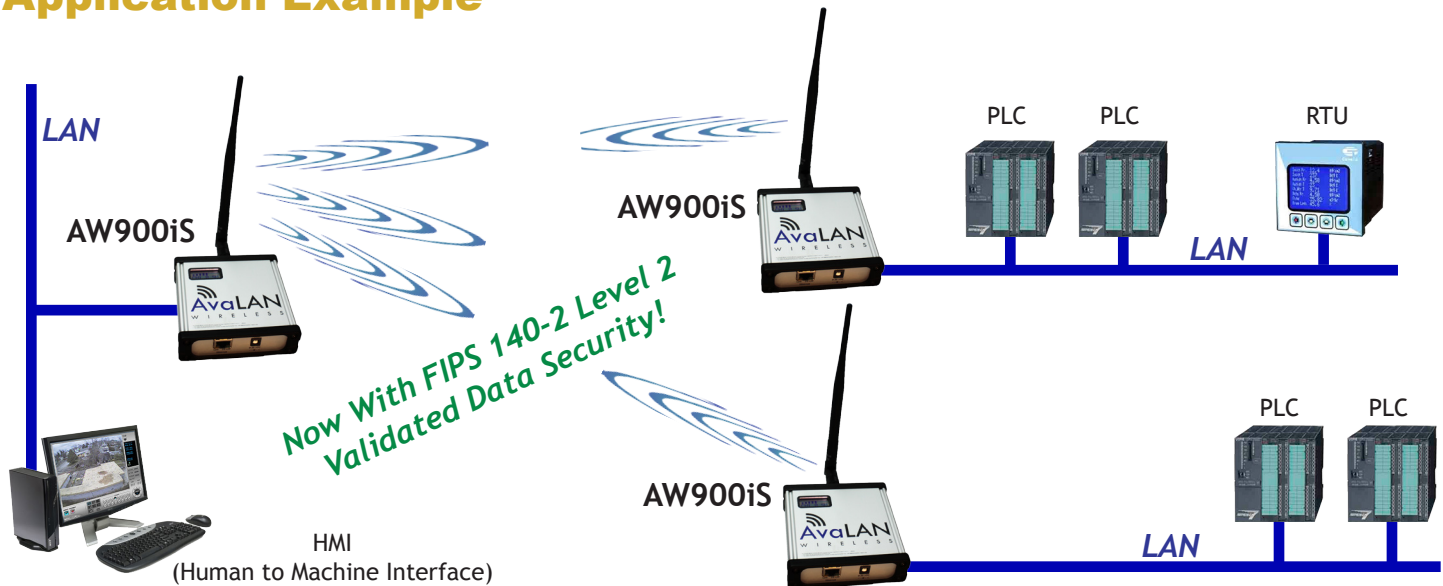 Application Example
LAN
AW900iS
AvaLAN
WIRELESS
HMI
(Human to Machine Interface)
Now With FIPS 140-2 Level 2
Validated Data Security!
AW900iS
AvaLAN
WIRELESS
PLC
PLC
RTU
LAN
AW900iS
AvaLAN
WIRELESS
PLC
PLC
LAN